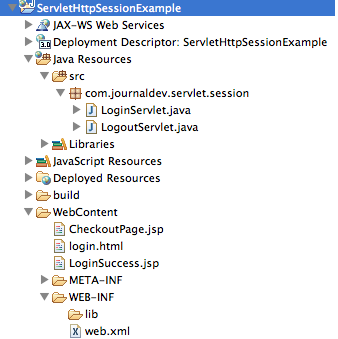 ServletHttpSessionExample
JAX-WS Web Services
3.0 Deployment Descriptor: ServletHttpSessionExample
Java Resources
src
com.journaldev.servlet.session
J LoginServlet.java
J LogoutServlet.java
Libraries
JavaScript Resources
Deployed Resources
build
WebContent
CheckoutPage.jsp
login.html
LoginSuccess.jsp
META-INF
WEB-INF
lib
X web.xml